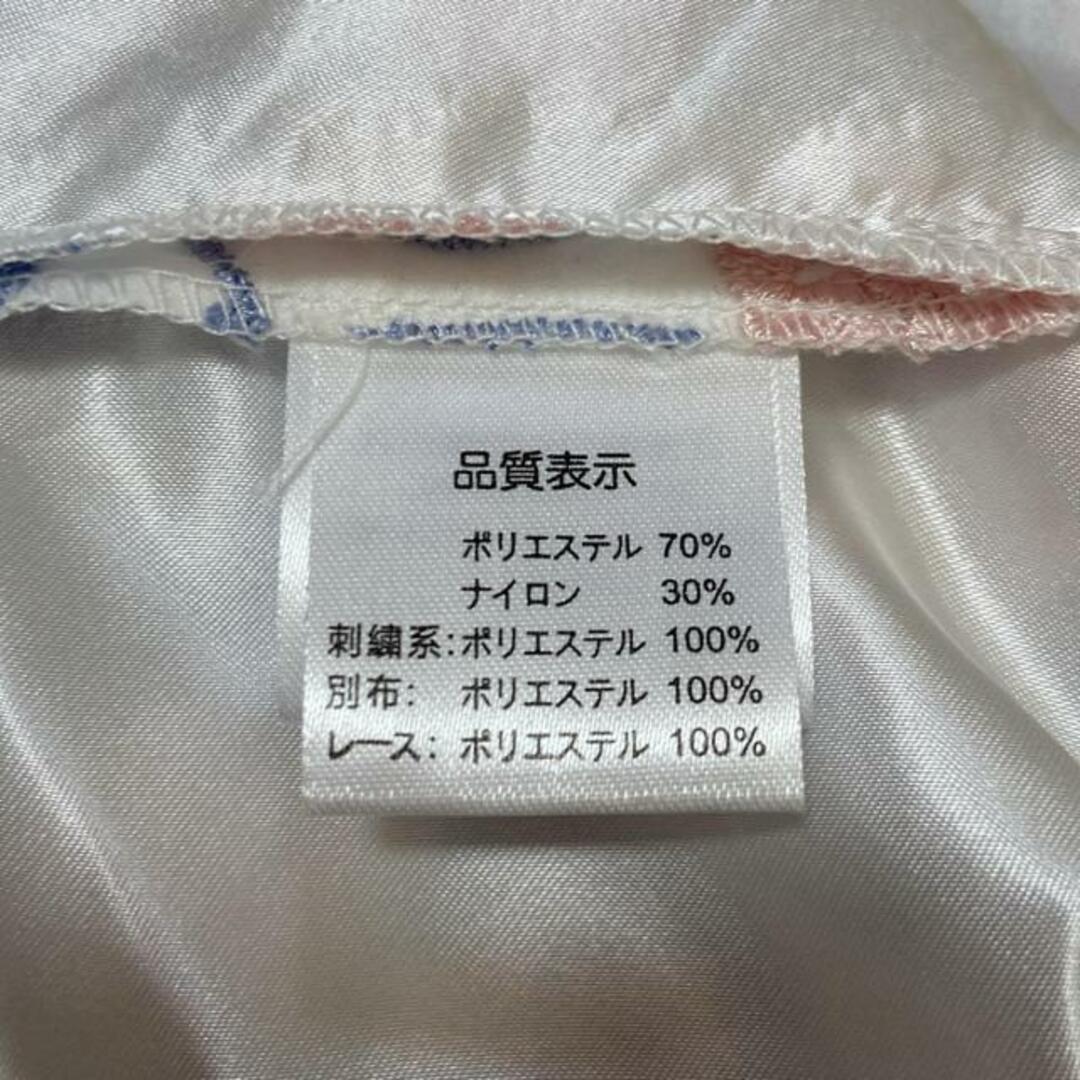 品質表示
ポリエステル 70%
ナイロン 30%
刺繍系:ポリエステル 100%
別布: ポリエステル 100%
レース: ポリエステル 100%